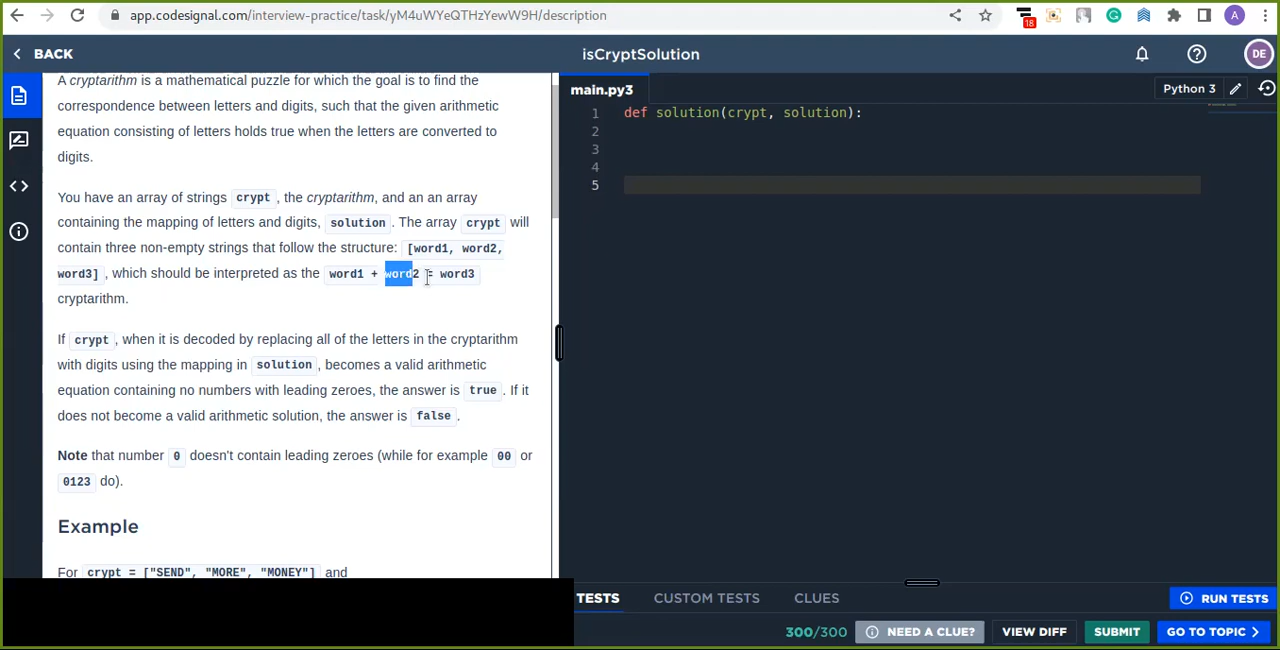 app.codesignal.com/interview-practice/task/yM4uWYeQTHzYewW9H/description
18
A
BACK
isCryptSolution
DE
A cryptarithm is a mathematical puzzle for which the goal is to find the
correspondence between letters and digits, such that the given arithmetic
equation consisting of letters holds true when the letters are converted to
digits.
You have an array of strings crypt , the cryptarithm, and an an array
containing the mapping of letters and digits, solution . The array crypt will
contain three non-empty strings that follow the structure: [word1, word2,
word3] , which should be interpreted as the word1 + word2 = word3
cryptarithm.
If crypt , when it is decoded by replacing all of the letters in the cryptarithm
with digits using the mapping in solution , becomes a valid arithmetic
equation containing no numbers with leading zeroes, the answer is true . If it
does not become a valid arithmetic solution, the answer is false .
Note that number 0 doesn't contain leading zeroes (while for example 00 or
0123 do).
Example
For crypt = ["SEND", "MORE", "MONEY"] and
main.py3
Python 3
1 def solution(crypt, solution):
2
3
4
5
TESTS CUSTOM TESTS CLUES
RUN TESTS
300/300 NEED A CLUE? VIEW DIFF SUBMIT GO TO TOPIC